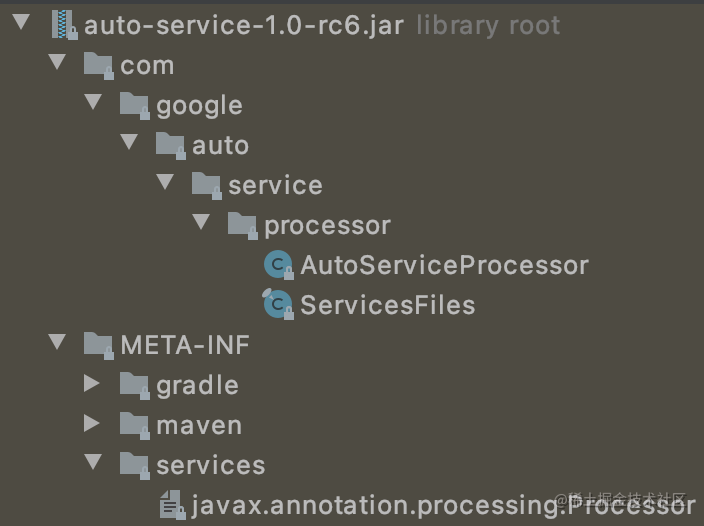 auto-service-1.0-rc6.jar library root
com
google
auto
service
processor
C AutoServiceProcessor
C ServicesFiles
META-INF
gradle
maven
services
javax.annotation.processing.Processor
@稀土掘金技术社区